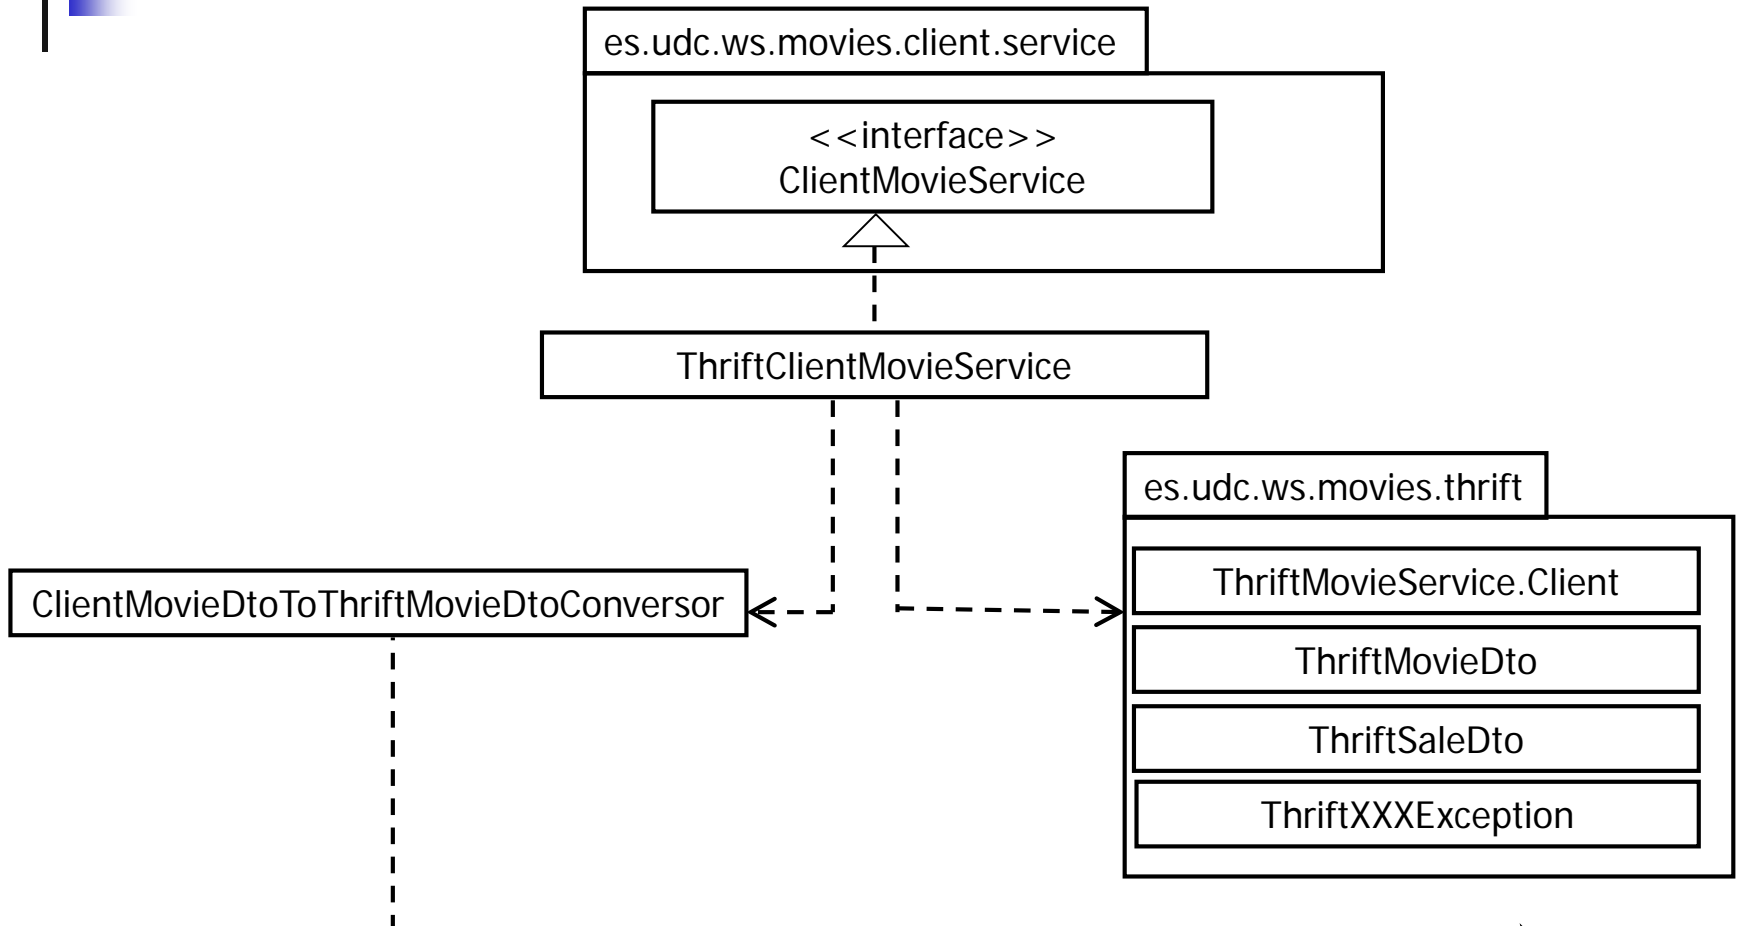 es.udc.ws.movies.client.service
<<interface>>
ClientMovieService
ThriftClientMovieService
es.udc.ws.movies.thrift
ThriftMovieService.Client
ClientMovieDtoToThriftMovieDtoConversor
ThriftMovieDto
ThriftSaleDto
ThriftXXXException